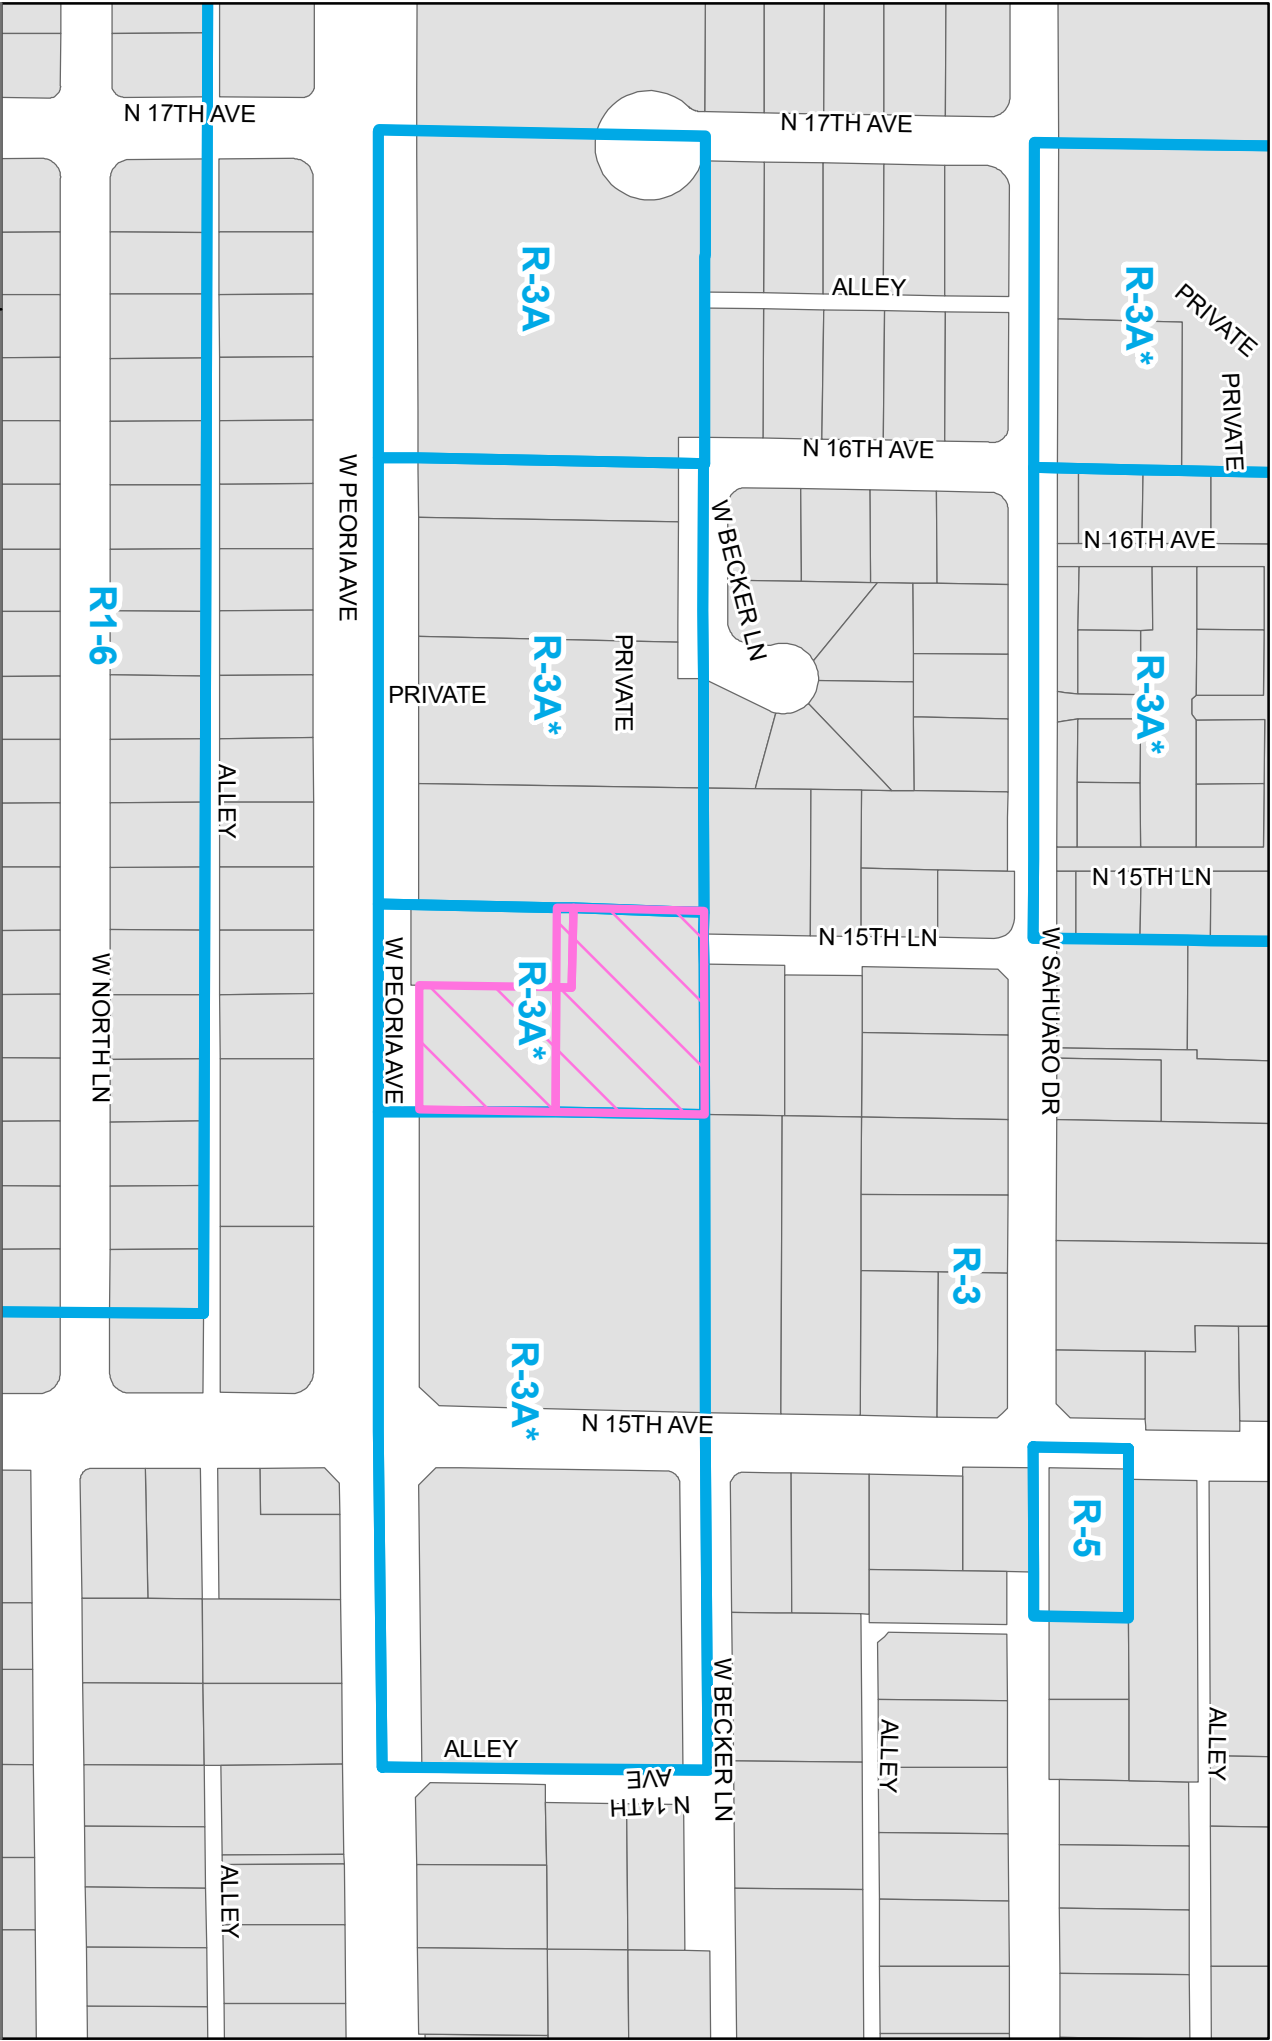 N 17TH AVE
N 17TH AVE
R-3A
R-3A*
PRIVATE
PRIVATE
ALLEY
N 16TH AVE
W PEORIA AVE
W BECKER LN
N 16TH AVE
R1-6
R-3A*
PRIVATE
PRIVATE
R-3A*
ALLEY
N 15TH LN
N 15TH LN
W NORTH LN
W PEORIA AVE
R-3A*
W SAHUARO DR
R-3
R-3A*
N 15TH AVE
R-5
W BECKER LN
ALLEY
ALLEY
ALLEY
N 14TH
AVE
ALLEY